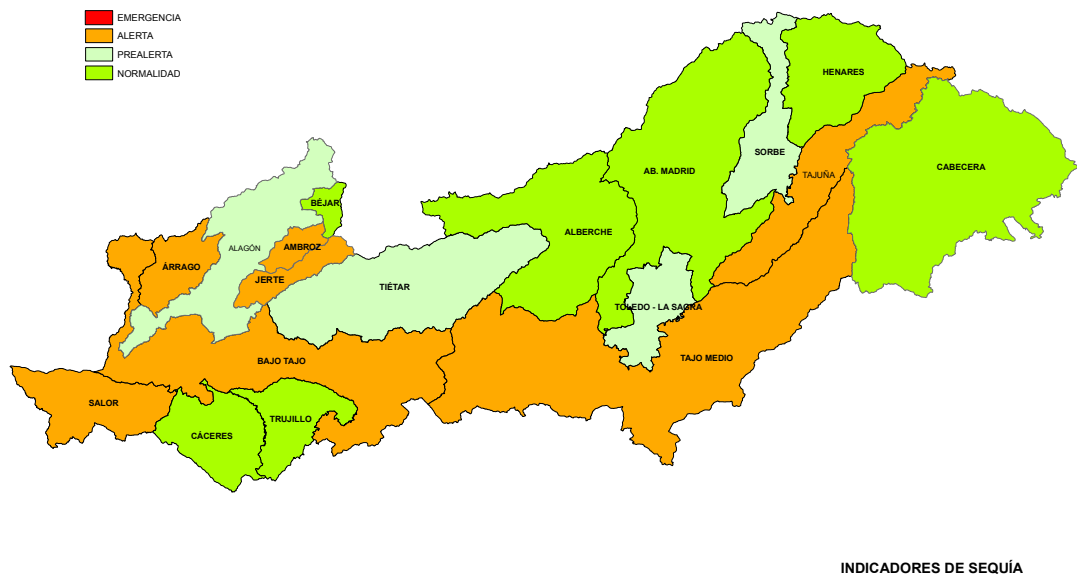 EMERGENCIA
ALERTA
PREALERTA
NORMALIDAD
HENARES
SORBE
CABECERA
AB. MADRID
TAJUÑA
BÉJAR
ALBERCHE
ALAGÓN
AMBROZ
ÁRRAGO
JERTE
TIÉTAR
TOLEDO - LA SAGRA
BAJO TAJO
TAJO MEDIO
SALOR
TRUJILLO
CÁCERES
INDICADORES DE SEQUÍA